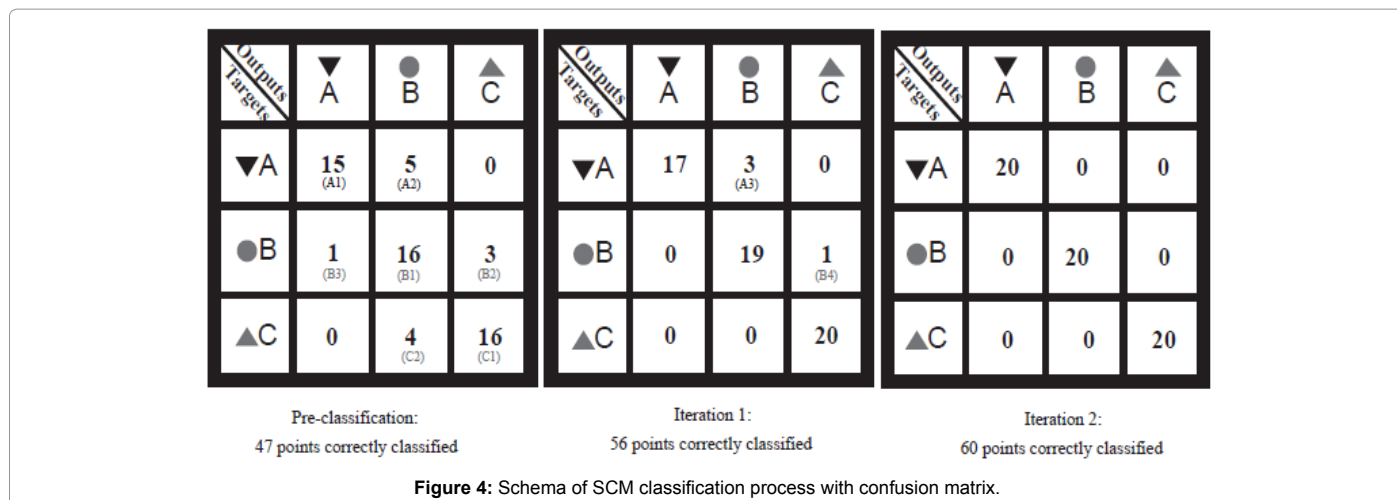 Outputs Targets A B C
▼A 15 (A1) 5 (A2) 0
●B 1 (B3) 16 (B1) 3 (B2)
▲C 0 4 (C2) 16 (C1)
Pre-classification:
47 points correctly classified
Outputs Targets A B C
▼A 17 3 (A3) 0
●B 0 19 1 (B4)
▲C 0 0 20
Iteration 1:
56 points correctly classified
Outputs Targets A B C
▼A 20 0 0
●B 0 20 0
▲C 0 0 20
Iteration 2:
60 points correctly classified
Figure 4: Schema of SCM classification process with confusion matrix.